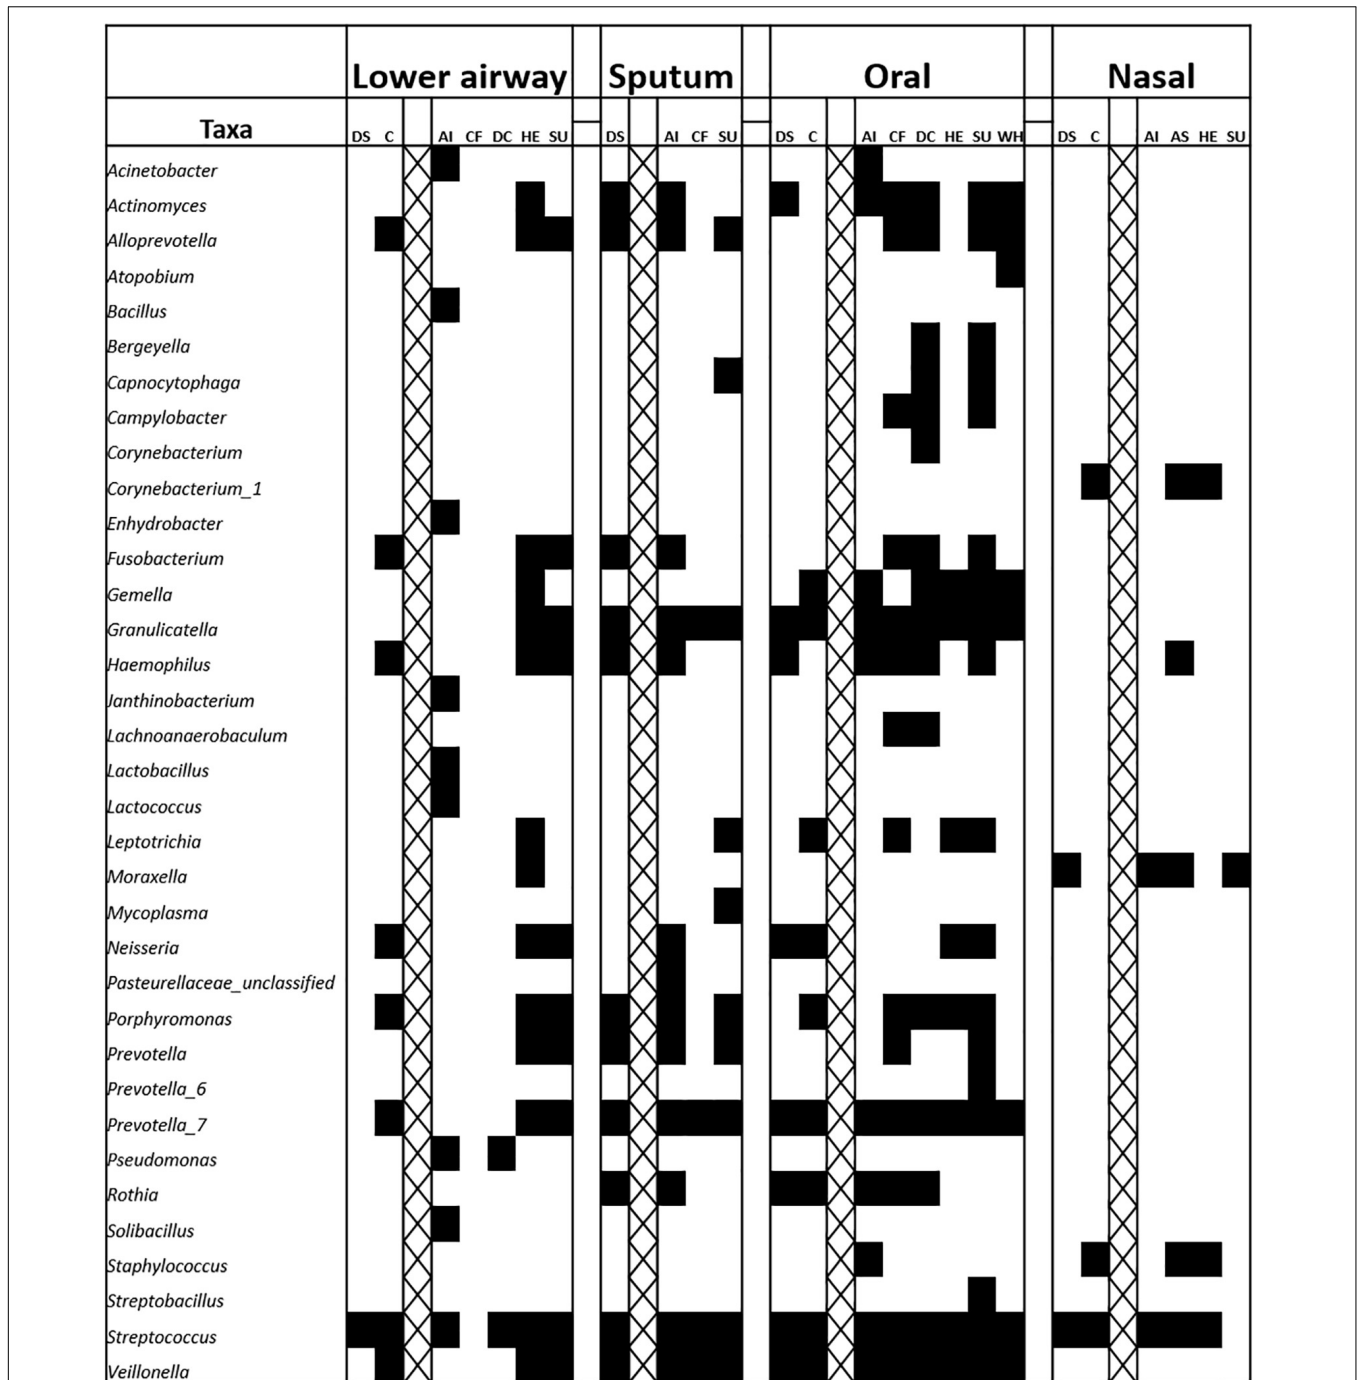 Lower airway Sputum Oral Nasal
Taxa DS C AI CF DC HE SU DS AI CF SU DS C AI CF DC HE SU WH DS C AI AS HE SU
Acinetobacter
Actinomyces
Alloprevotella
Atopobium
Bacillus
Bergeyella
Capnocytophaga
Campylobacter
Corynebacterium
Corynebacterium_1
Enhydrobacter
Fusobacterium
Gemella
Granulicatella
Haemophilus
Janthinobacterium
Lachnoanaerobaculum
Lactobacillus
Lactococcus
Leptotrichia
Moraxella
Mycoplasma
Neisseria
Pasteurellaceae_unclassified
Porphyromonas
Prevotella
Prevotella_6
Prevotella_7
Pseudomonas
Rothia
Solibacillus
Staphylococcus
Streptobacillus
Streptococcus
Veillonella